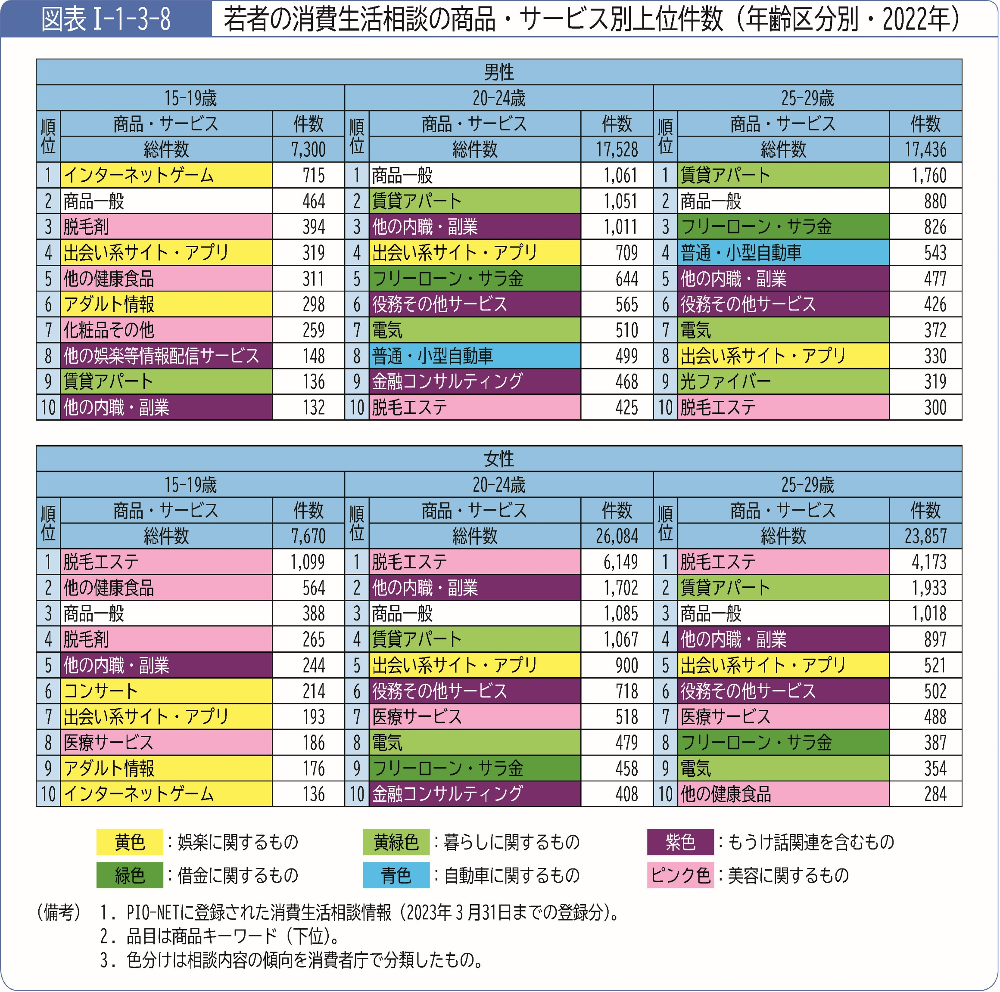 図表Ⅰ-1-3-8 若者の消費生活相談の商品・サービス別上位件数（年齢区分別・2022年）
男性
15-19歳 20-24歳 25-29歳
順位 商品・サービス 件数 順位 商品・サービス 件数 順位 商品・サービス 件数
総件数 7,300 総件数 17,528 総件数 17,436
1 インターネットゲーム 715 1 商品一般 1,061 1 賃貸アパート 1,760
2 商品一般 464 2 賃貸アパート 1,051 2 商品一般 880
3 脱毛剤 394 3 他の内職・副業 1,011 3 フリーローン・サラ金 826
4 出会い系サイト・アプリ 319 4 出会い系サイト・アプリ 709 4 普通・小型自動車 543
5 他の健康食品 311 5 フリーローン・サラ金 644 5 他の内職・副業 477
6 アダルト情報 298 6 役務その他サービス 565 6 役務その他サービス 426
7 化粧品その他 259 7 電気 510 7 電気 372
8 他の娯楽等情報配信サービス 148 8 普通・小型自動車 499 8 出会い系サイト・アプリ 330
9 賃貸アパート 136 9 金融コンサルティング 468 9 光ファイバー 319
10 他の内職・副業 132 10 脱毛エステ 425 10 脱毛エステ 300
女性
15-19歳 20-24歳 25-29歳
順位 商品・サービス 件数 順位 商品・サービス 件数 順位 商品・サービス 件数
総件数 7,670 総件数 26,084 総件数 23,857
1 脱毛エステ 1,099 1 脱毛エステ 6,149 1 脱毛エステ 4,173
2 他の健康食品 564 2 他の内職・副業 1,702 2 賃貸アパート 1,933
3 商品一般 388 3 商品一般 1,085 3 商品一般 1,018
4 脱毛剤 265 4 賃貸アパート 1,067 4 他の内職・副業 897
5 他の内職・副業 244 5 出会い系サイト・アプリ 900 5 出会い系サイト・アプリ 521
6 コンサート 214 6 役務その他サービス 718 6 役務その他サービス 502
7 出会い系サイト・アプリ 193 7 医療サービス 518 7 医療サービス 488
8 医療サービス 186 8 電気 479 8 フリーローン・サラ金 387
9 アダルト情報 176 9 フリーローン・サラ金 458 9 電気 354
10 インターネットゲーム 136 10 金融コンサルティング 408 10 他の健康食品 284
黄色：娯楽に関するもの 黄緑色：暮らしに関するもの 紫色：もうけ話関連を含むもの
緑色：借金に関するもの 青色：自動車に関するもの ピンク色：美容に関するもの
（備考） 1．PIO-NETに登録された消費生活相談情報（2023年3月31日までの登録分）。
2．品目は商品キーワード（下位）。
3．色分けは相談内容の傾向を消費者庁で分類したもの。